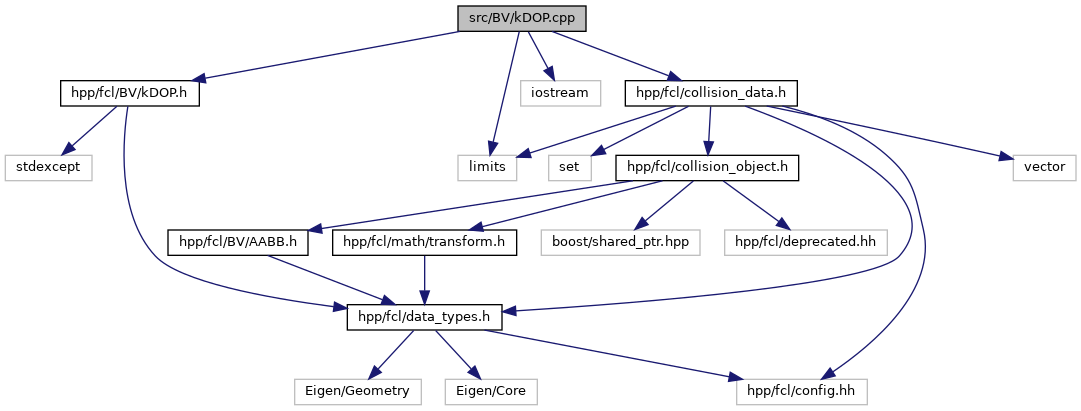 src/BV/kDOP.cpp
hpp/fcl/BV/kDOP.h
iostream
hpp/fcl/collision_data.h
stdexcept
limits
set
hpp/fcl/collision_object.h
vector
hpp/fcl/BV/AABB.h
hpp/fcl/math/transform.h
boost/shared_ptr.hpp
hpp/fcl/deprecated.hh
hpp/fcl/data_types.h
Eigen/Geometry
Eigen/Core
hpp/fcl/config.hh